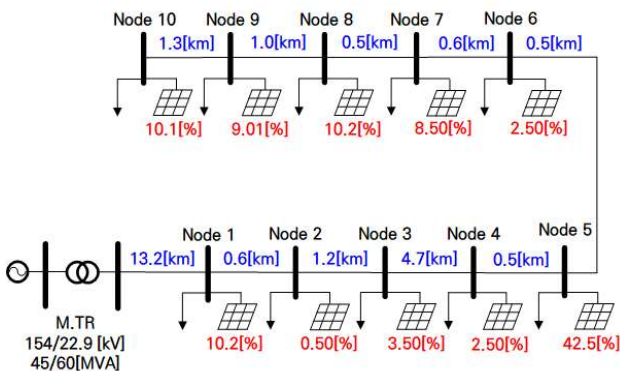 Node 10 Node 9 Node 8 Node 7 Node 6
1.3[km] 1.0[km] 0.5[km] 0.6[km] 0.5[km]
10.1[%] 9.01[%] 10.2[%] 8.50[%] 2.50[%]
Node 1 Node 2 Node 3 Node 4 Node 5
13.2[km] 0.6[km] 1.2[km] 4.7[km] 0.5[km]
M.TR
154/22.9 [kV]
45/60[MVA]
10.2[%] 0.50[%] 3.50[%] 2.50[%] 42.5[%]